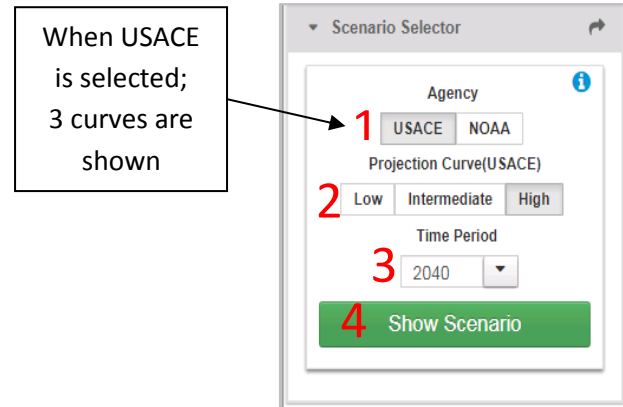 When USACE
is selected;
3 curves are
shown
Scenario Selector
Agency
1 USACE NOAA
Projection Curve(USACE)
2 Low Intermediate High
Time Period
3 2040
4 Show Scenario